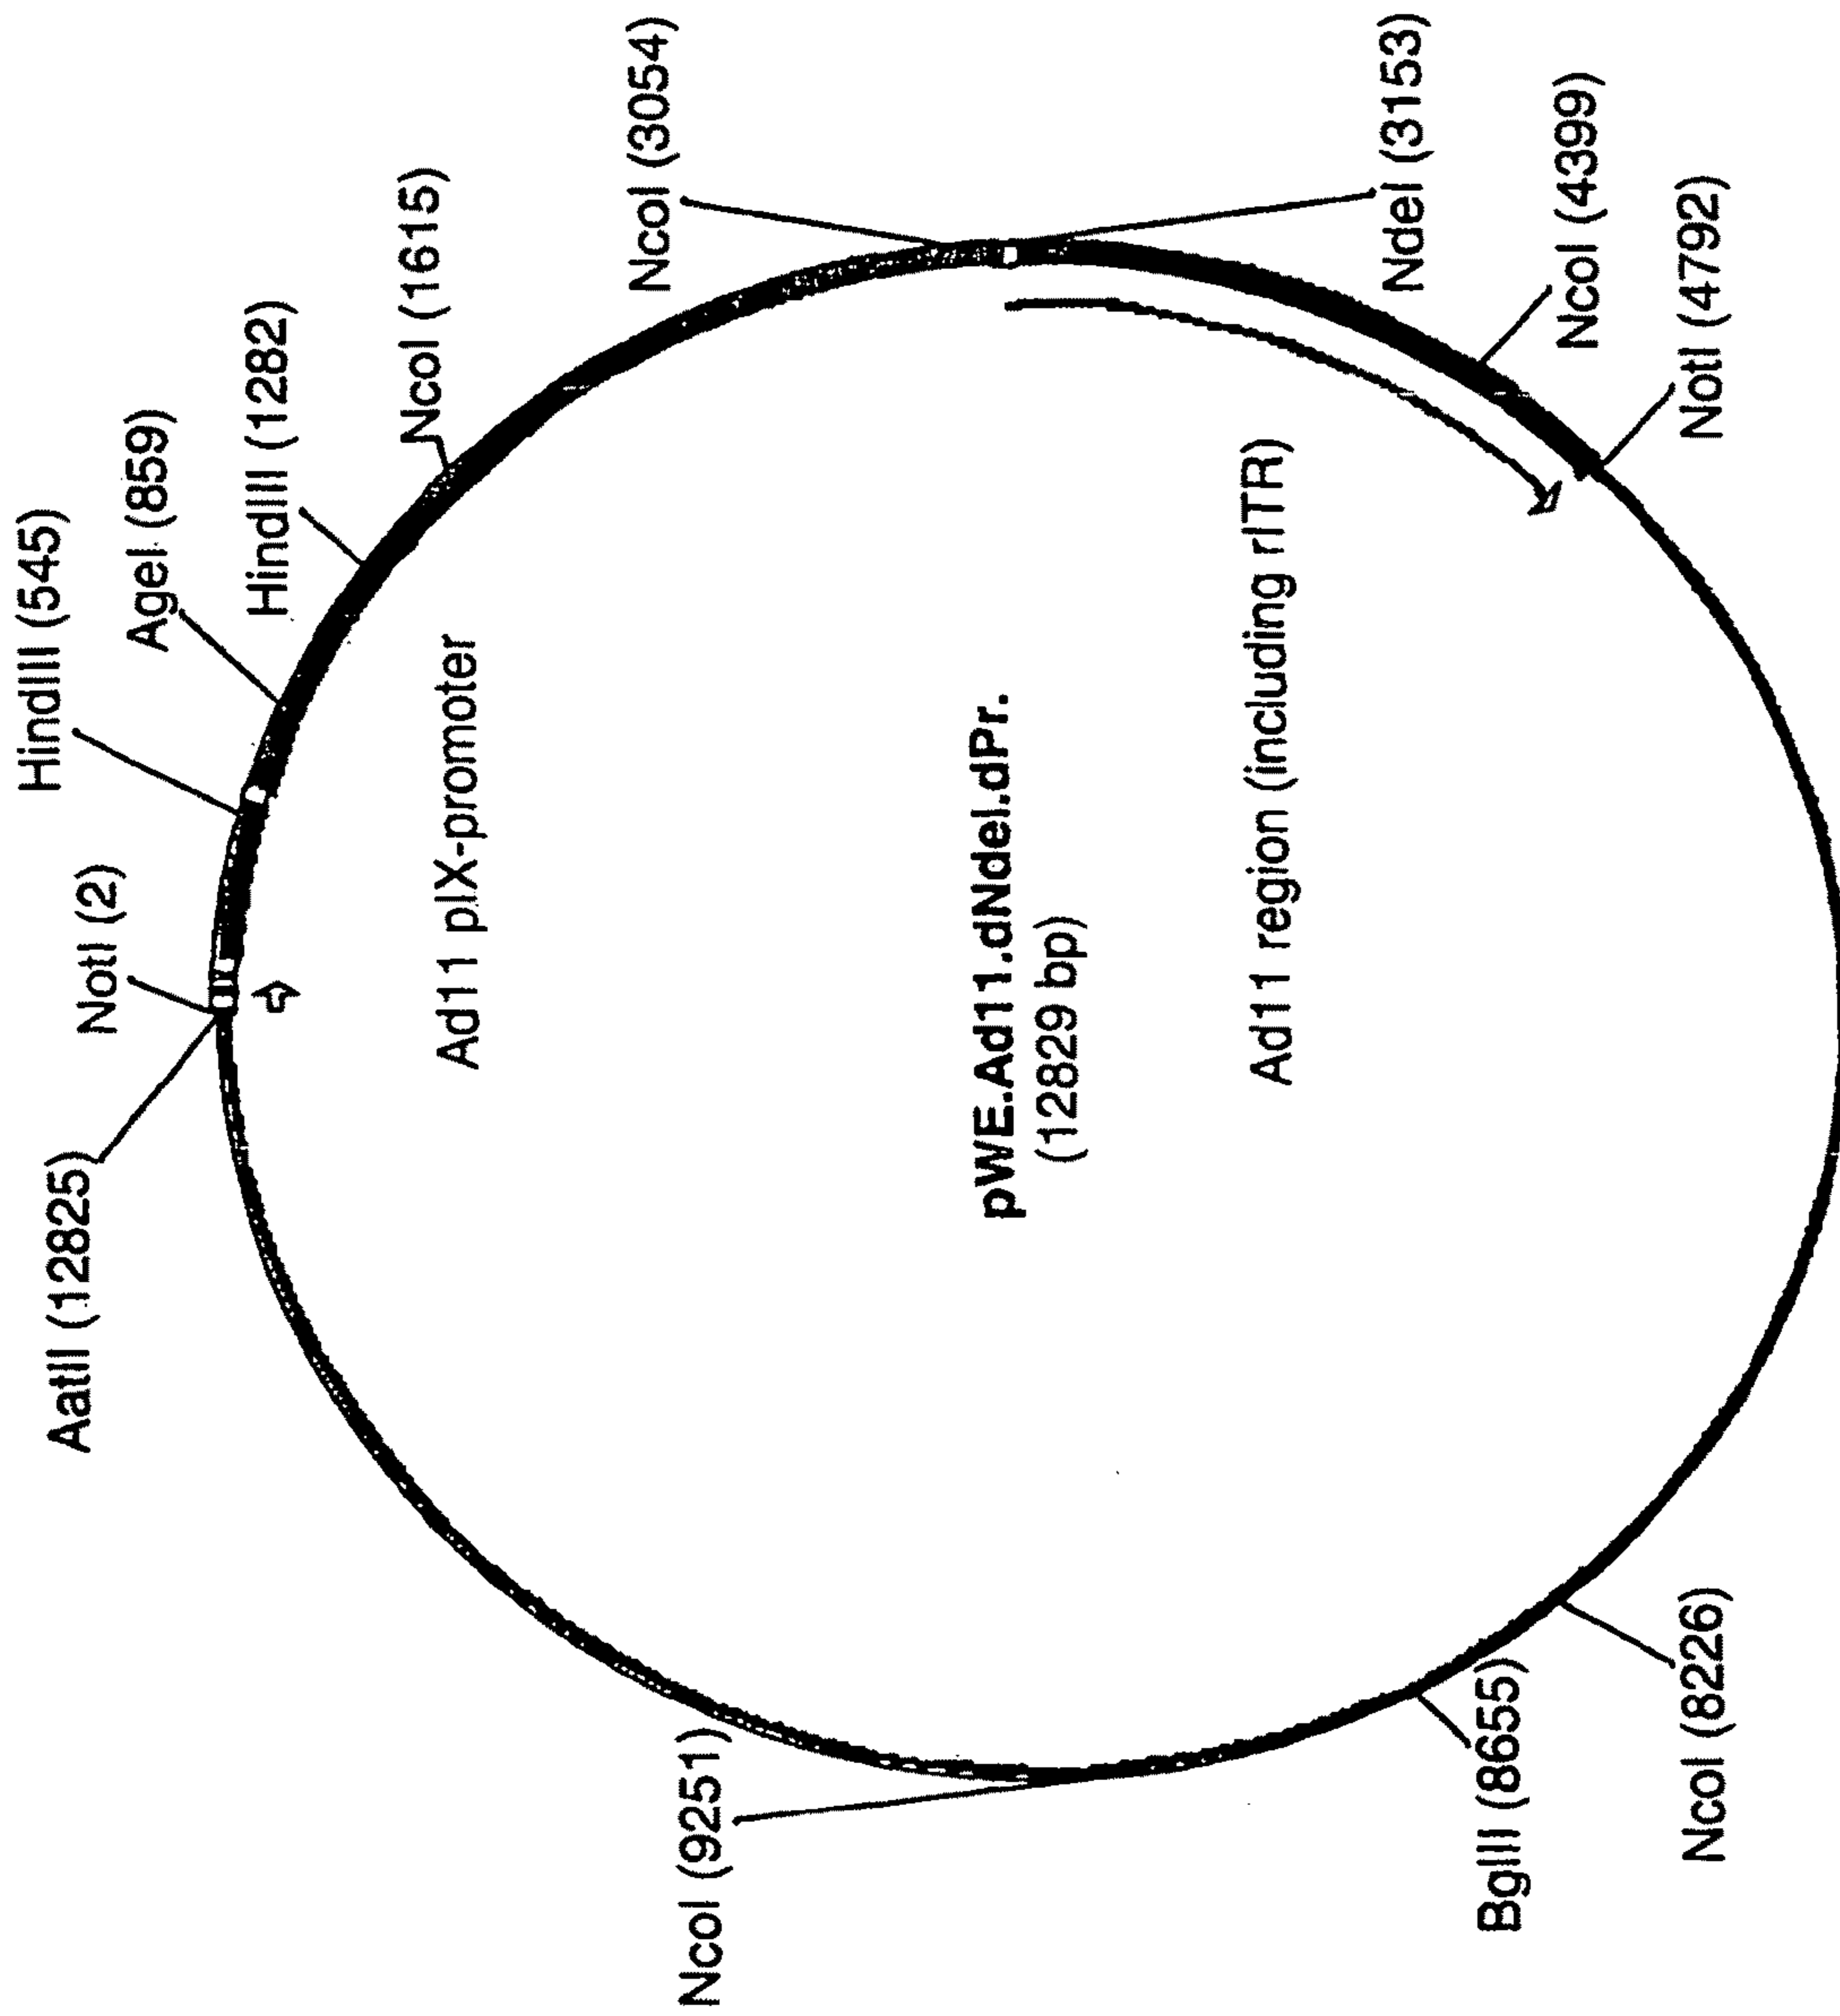 HindIII (545)
AgeI (859)
HindIII (1282)
NcoI (1615)
NcoI (3054)
NdeI (3153)
NcoI (4399)
NotI (4792)
NotI (2)
AatII (12825)
Ad11 pIX-promoter
pWE.Ad11.dNdeI.dPr.
(12829 bp)
Ad11 region (including rITR)
NcoI (9251)
BglII (8655)
NcoI (8226)